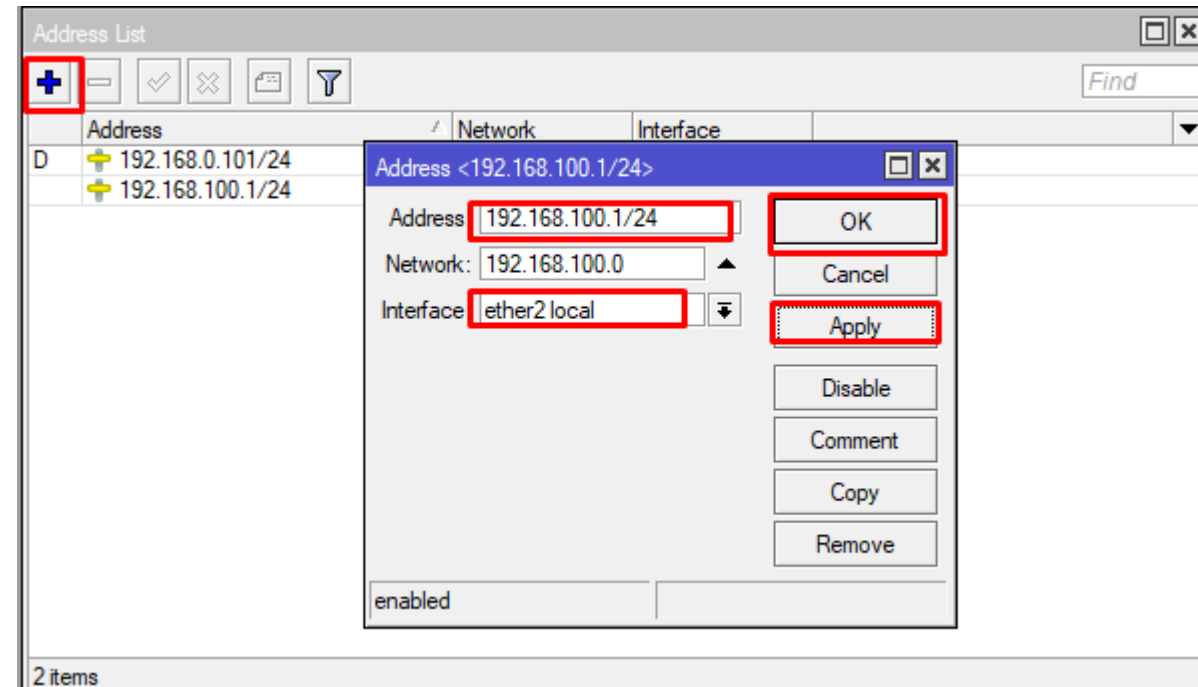 Address List
Find
Address Network Interface
D 192.168.0.101/24
192.168.100.1/24
Address <192.168.100.1/24>
Address 192.168.100.1/24
OK
Network: 192.168.100.0
Cancel
Interface ether2 local
Apply
Disable
Comment
Copy
Remove
enabled
2 items